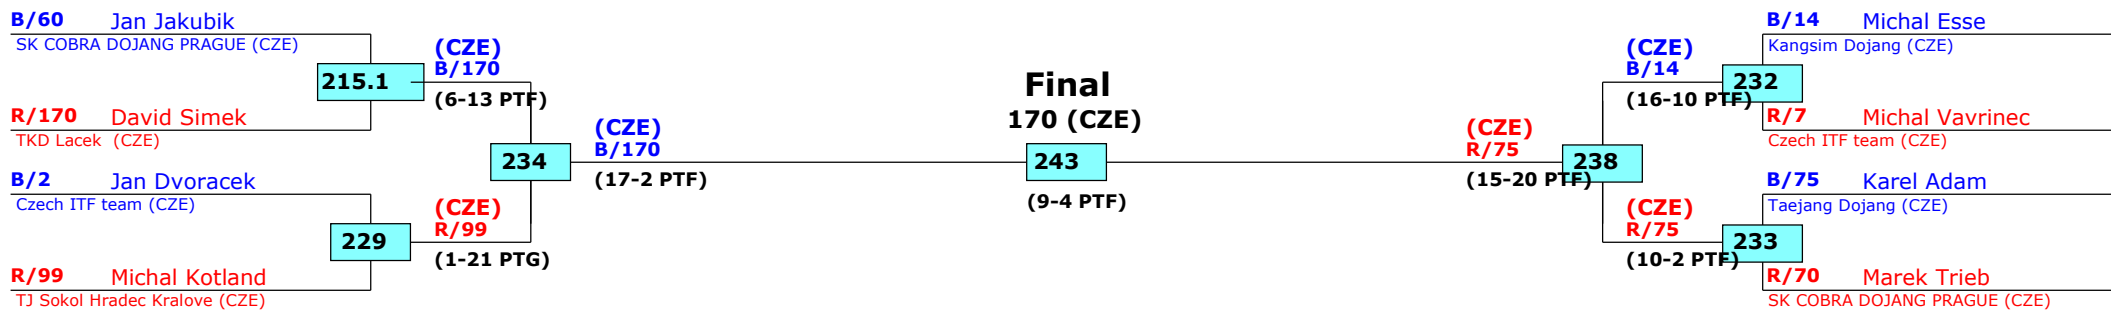 B/60 Jan Jakubik
SK COBRA DOJANG PRAGUE (CZE)
215.1
R/170 David Simek
TKD Lacek (CZE)
B/2 Jan Dvoracek
Czech ITF team (CZE)
229
R/99 Michal Kotland
TJ Sokol Hradec Kralove (CZE)
(CZE)
B/170
(6-13 PTF)
234
(CZE)
R/99
(1-21 PTG)
(CZE)
B/170
(17-2 PTF)
Final
170 (CZE)
243
(9-4 PTF)
(CZE)
R/75
(15-20 PTF)
238
(CZE)
B/14
(16-10 PTF)
232
(CZE)
R/75
(10-2 PTF)
233
B/14 Michal Esse
Kangsim Dojang (CZE)
R/7 Michal Vavrinec
Czech ITF team (CZE)
B/75 Karel Adam
Taejang Dojang (CZE)
R/70 Marek Trieb
SK COBRA DOJANG PRAGUE (CZE)